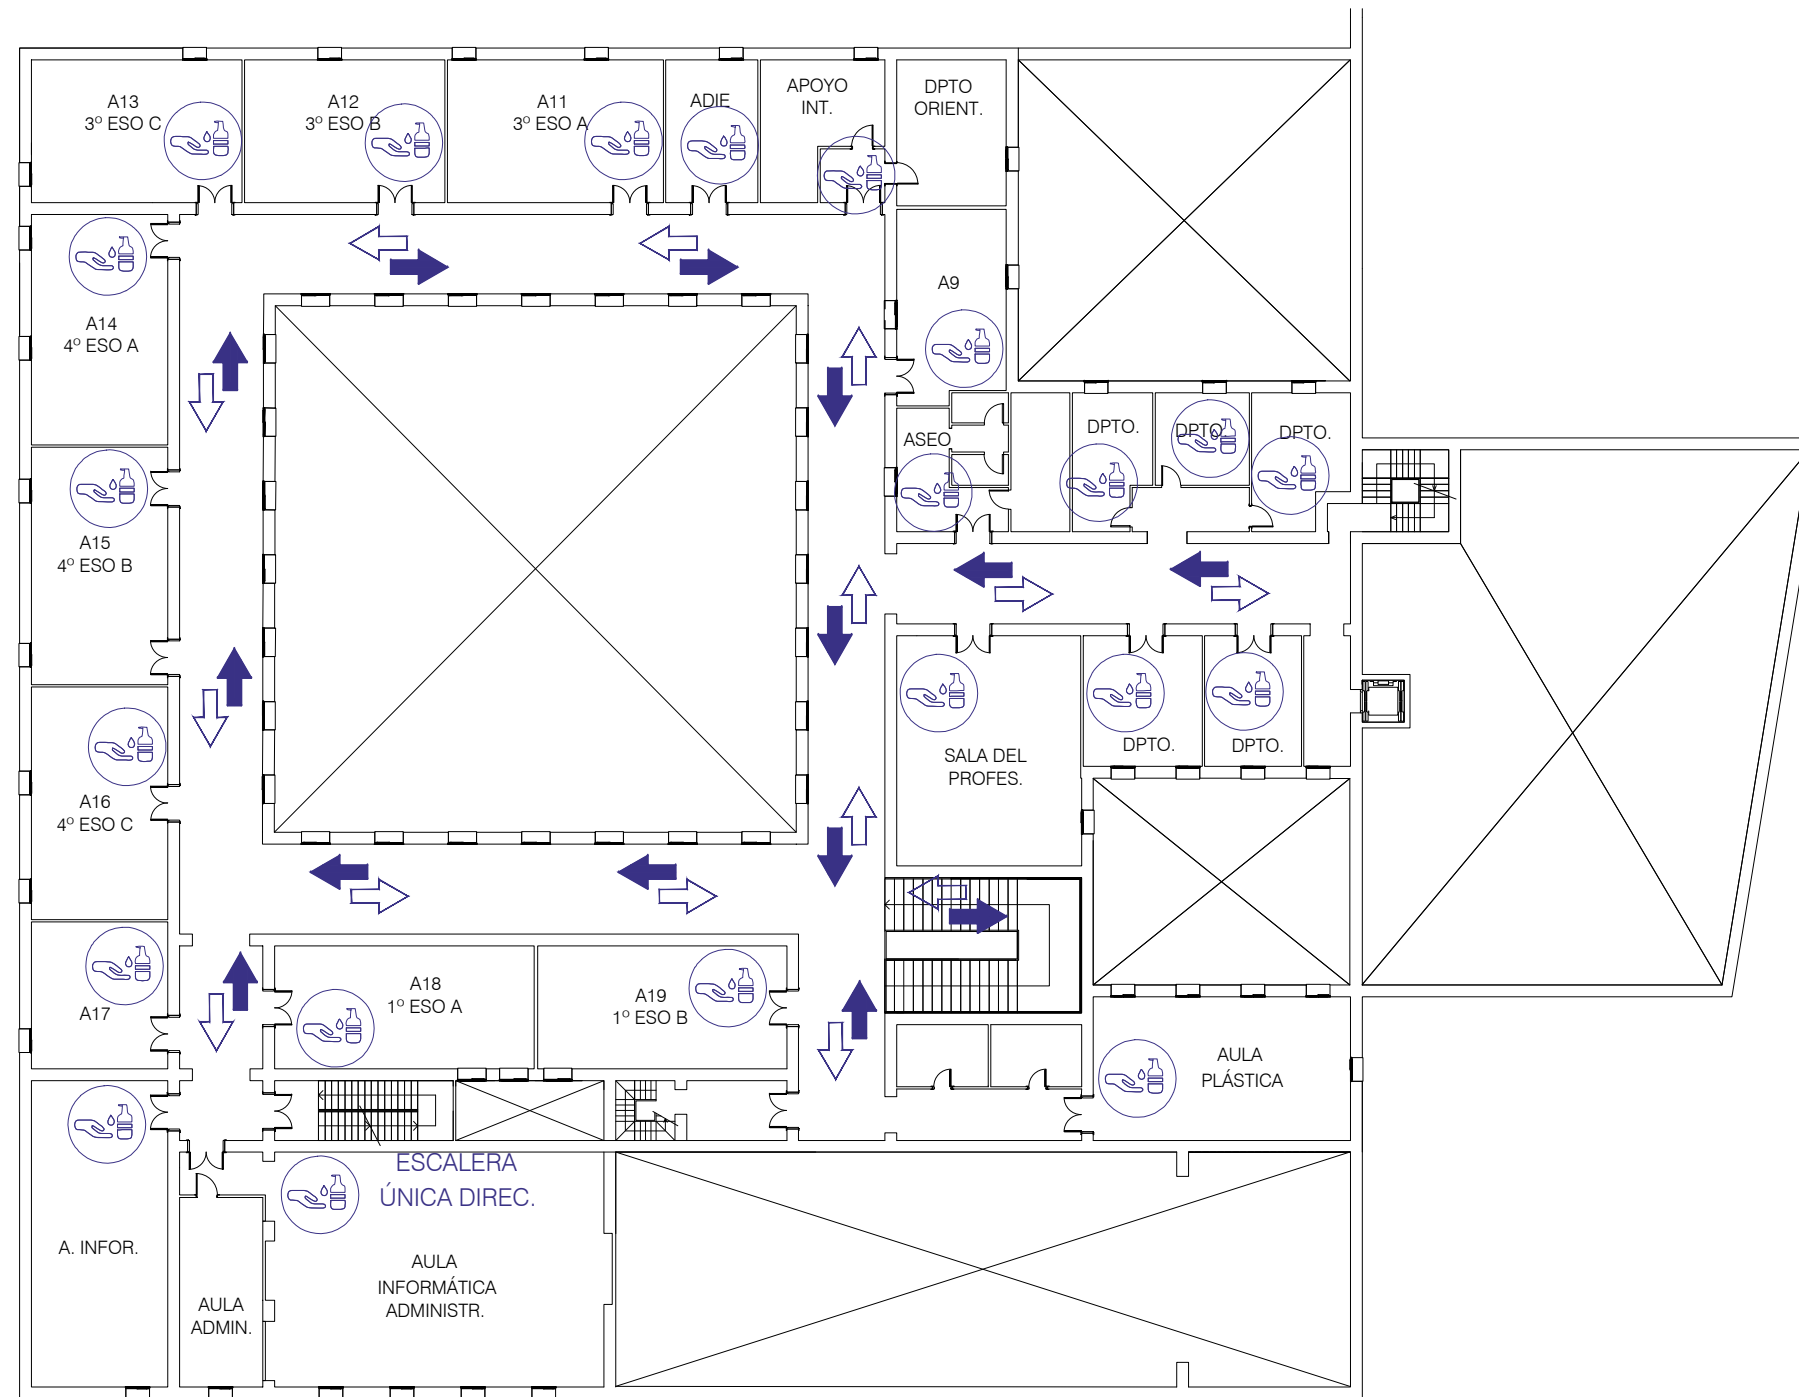 A13
3º ESO C
A12
3º ESO B
A11
3º ESO A
ADIE
APOYO
INT.
DPTO
ORIENT.
A9
A14
4º ESO A
ASEO
DPTO.
DPTO.
DPTO.
A15
4º ESO B
A16
4º ESO C
SALA DEL
PROFES.
DPTO.
DPTO.
A17
A18
1º ESO A
A19
1º ESO B
AULA
PLÁSTICA
ESCALERA
ÚNICA DIREC.
A. INFOR.
AULA
ADMIN.
AULA
INFORMÁTICA
ADMINISTR.